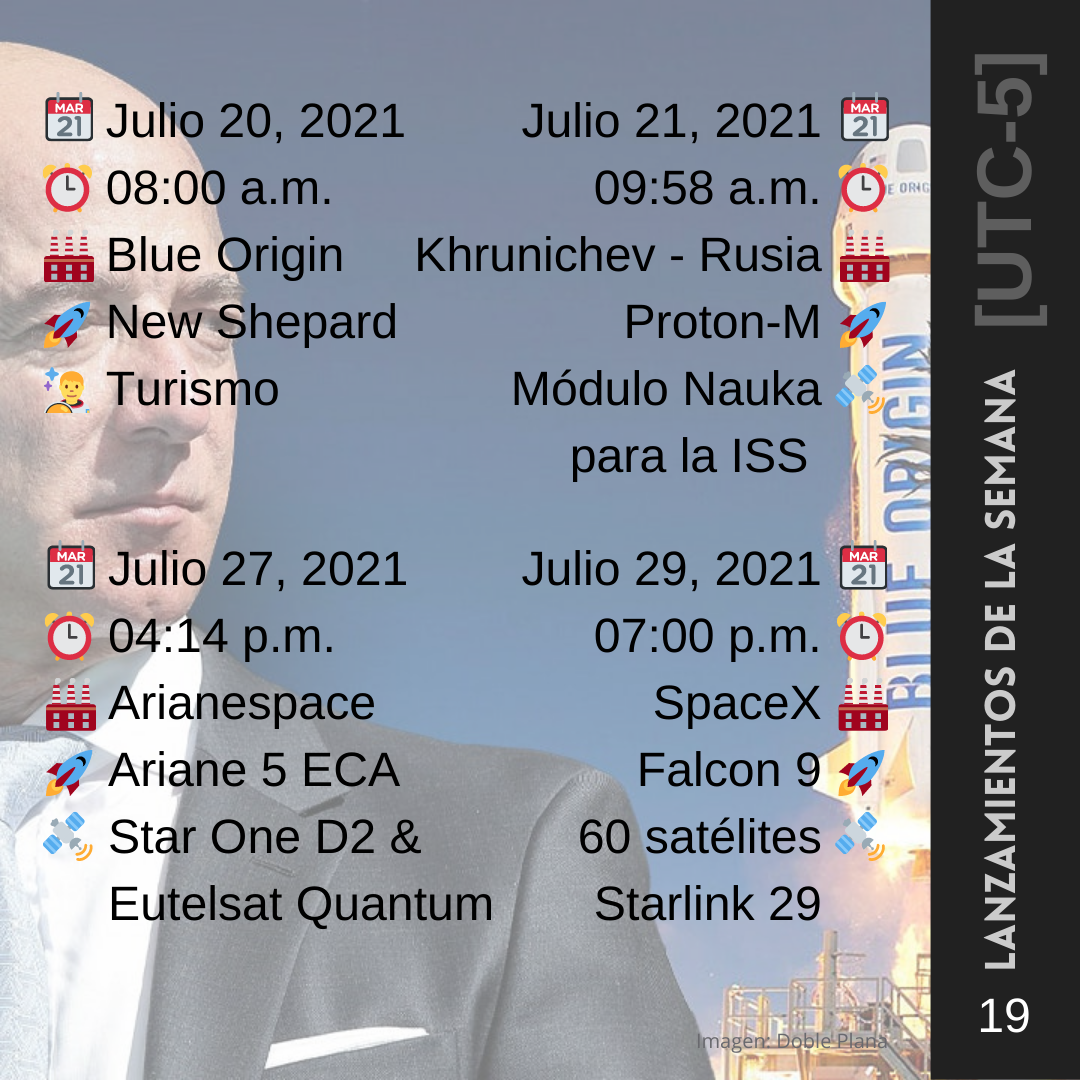 Julio 20, 2021
08:00 a.m.
Blue Origin
New Shepard
Turismo
Julio 21, 2021
09:58 a.m.
Khrunichev - Rusia
Proton-M
Módulo Nauka
para la ISS
Julio 27, 2021
04:14 p.m.
Arianespace
Ariane 5 ECA
Star One D2 &
Eutelsat Quantum
Julio 29, 2021
07:00 p.m.
SpaceX
Falcon 9
60 satélites
Starlink 29
MAR
21
MAR
21
MAR
21
MAR
21
E ORIG
BLUE ORIGIN
Imagen: Doble Plana
LANZAMIENTOS DE LA SEMANA [UTC-5]
19